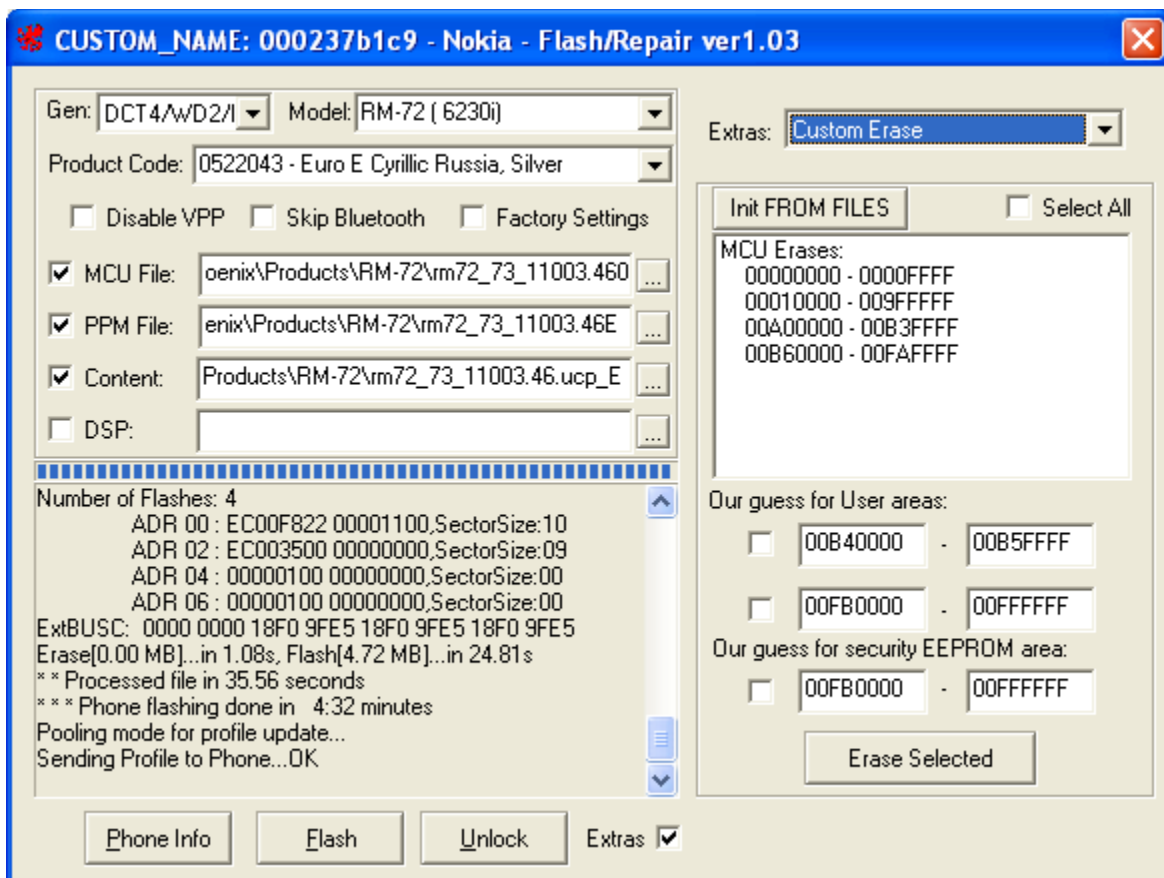 CUSTOM_NAME: 000237b1c9 - Nokia - Flash/Repair ver1.03
Gen: DCT4/WD2/I Model: RM-72 ( 6230i)
Product Code: 0522043 - Euro E Cyrillic Russia, Silver
Disable VPP Skip Bluetooth Factory Settings
MCU File: oenix\Products\RM-72\rm72_73_11003.460 ...
PPM File: enix\Products\RM-72\rm72_73_11003.46E ...
Content: Products\RM-72\rm72_73_11003.46.ucp_E ...
DSP: ...
Number of Flashes: 4
ADR 00 : EC00F822 00001100,SectorSize:10
ADR 02 : EC003500 00000000,SectorSize:09
ADR 04 : 00000100 00000000,SectorSize:00
ADR 06 : 00000100 00000000,SectorSize:00
ExtBUSC: 0000 0000 18F0 9FE5 18F0 9FE5 18F0 9FE5
Erase[0.00 MB]...in 1.08s, Flash[4.72 MB]...in 24.81s
* * Processed file in 35.56 seconds
* * * Phone flashing done in 4:32 minutes
Pooling mode for profile update...
Sending Profile to Phone...OK
Phone Info Flash Unlock Extras
Extras: Custom Erase
Init FROM FILES Select All
MCU Erases:
00000000 - 0000FFFF
00010000 - 009FFFFF
00A00000 - 00B3FFFF
00B60000 - 00FAFFFF
Our guess for User areas:
00B40000 - 00B5FFFF
00FB0000 - 00FFFFFF
Our guess for security EEPROM area:
00FB0000 - 00FFFFFF
Erase Selected